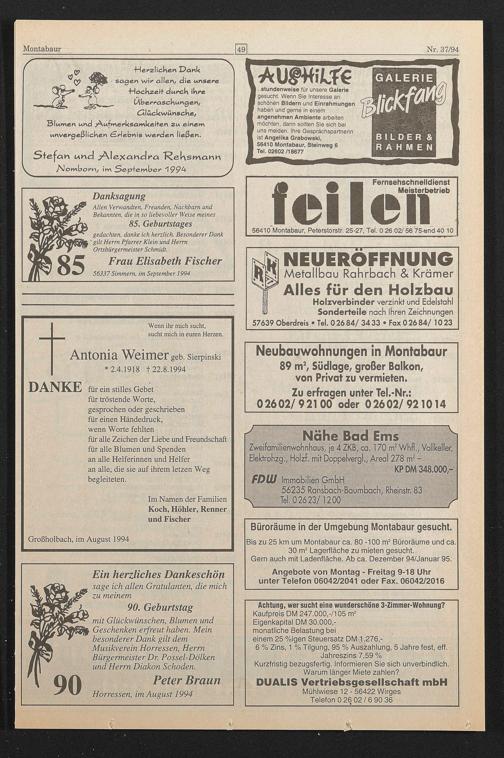 Montabaur
49
Nr. 37/94
Herzlichen Dank
sagen wir allen, die unsere
Hochzeit durch ihre
Überraschungen,
Glückwünsche,
Blumen und Aufmerksamkeiten zu einem
unvergeßlichen Erlebnis werden ließen.
Stefan und Alexandra Rehsmann
Nomborn, im September 1994
Danksagung
Allen Verwandten, Freunden, Nachbarn und
Bekannten, die in so liebevoller Weise meines
85. Geburtstages
gedachten, danke ich herzlich. Besonderer Dank
gilt Herrn Pfarrer Klein und Herrn
Ortsbürgermeister Schmidt.
85
Frau Elisabeth Fischer
56337 Simmern, im September 1994
Wenn ihr mich sucht,
sucht mich in euren Herzen.
Antonia Weimer geb. Sierpinski
* 2.4.1918 † 22.8.1994
DANKE für ein stilles Gebet
für tröstende Worte,
gesprochen oder geschrieben
für einen Händedruck,
wenn Worte fehlten
für alle Zeichen der Liebe und Freundschaft
für alle Blumen und Spenden
an alle Helferinnen und Helfer
an alle, die sie auf ihrem letzen Weg
begleiteten.
Im Namen der Familien
Koch, Höhler, Renner
und Fischer
Großholbach, im August 1994
Ein herzliches Dankeschön
sage ich allen Gratulanten, die mich
zu meinem
90. Geburtstag
mit Glückwünschen, Blumen und
Geschenken erfreut haben. Mein
besonderer Dank gilt dem
Musikverein Horressen, Herrn
Bürgermeister Dr. Possel-Dölken
und Herrn Diakon Schoden.
90
Peter Braun
Horressen, im August 1994
AUSHILFE
stundenweise für unsere Galerie
gesucht. Wenn Sie Interesse an
schönen Bildern und Einrahmungen
haben und gerne in einem
angenehmen Ambiente arbeiten
möchten, dann sollten Sie sich bei
uns melden. Ihre Gesprächspartnerin
ist Angelika Grabowski,
56410 Montabaur, Steinweg 6
Tel. 02602 /18677
GALERIE
Blickfang
BILDER &
RAHMEN
Fernsehschnelldienst
Meisterbetrieb
feilen
56410 Montabaur, Peterstorstr. 25-27, Tel. 0 26 02/ 56 75 und 40 10
RK
NEUERÖFFNUNG
Metallbau Rahrbach & Krämer
Alles für den Holzbau
Holzverbinder verzinkt und Edelstahl
Sonderteile nach Ihren Zeichnungen
57639 Oberdreis • Tel. 0 26 84/ 34 33 • Fax 0 26 84/ 10 23
Neubauwohnungen in Montabaur
89 m², Südlage, großer Balkon,
von Privat zu vermieten.
Zu erfragen unter Tel.-Nr.:
0 26 02/ 9 21 00 oder 0 26 02/ 92 10 14
Nähe Bad Ems
Zweifamilienwohnhaus, je 4 ZKB, ca. 170 m² Whfl., Vollkeller,
Elektrohzg., Holzf. mit Doppelvergl., Areal 278 m² –
KP DM 348.000,–
FDW Immobilien GmbH
56235 Ransbach-Baumbach, Rheinstr. 83
Tel. 0 26 23/ 12 00
Büroräume in der Umgebung Montabaur gesucht.
Bis zu 25 km um Montabaur ca. 80 -100 m² Büroräume und ca.
30 m² Lagerfläche zu mieten gesucht.
Gern auch mit Ladenfläche. Ab ca. Dezember 94/Januar 95.
Angebote von Montag - Freitag 9-18 Uhr
unter Telefon 06042/2041 oder Fax. 06042/2016
Achtung, wer sucht eine wunderschöne 3-Zimmer-Wohnung?
Kaufpreis DM 247.000,-/105 m²
Eigenkapital DM 30.000,-
monatliche Belastung bei
einem 25 %igen Steuersatz DM 1.276,-
6 % Zins, 1 % Tilgung, 95 % Auszahlung, 5 Jahre fest, eff.
Jahreszins 7,59 %
Kurzfristig bezugsfertig. Informieren Sie sich unverbindlich.
Warum länger Miete zahlen?
DUALIS Vertriebsgesellschaft mbH
Mühlwiese 12 - 56422 Wirges
Telefon 0 26 02 / 6 90 36